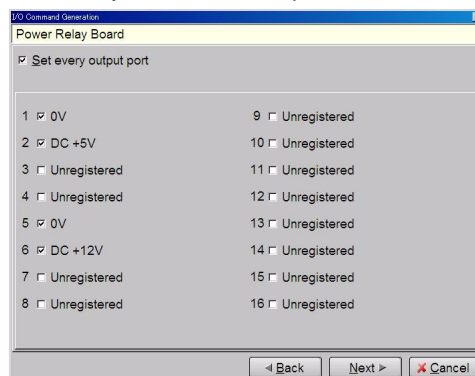 I/O Command Generation
Power Relay Board
Set every output port
1 0V
2 DC +5V
3 Unregistered
4 Unregistered
5 0V
6 DC +12V
7 Unregistered
8 Unregistered
9 Unregistered
10 Unregistered
11 Unregistered
12 Unregistered
13 Unregistered
14 Unregistered
15 Unregistered
16 Unregistered
Back
Next
Cancel